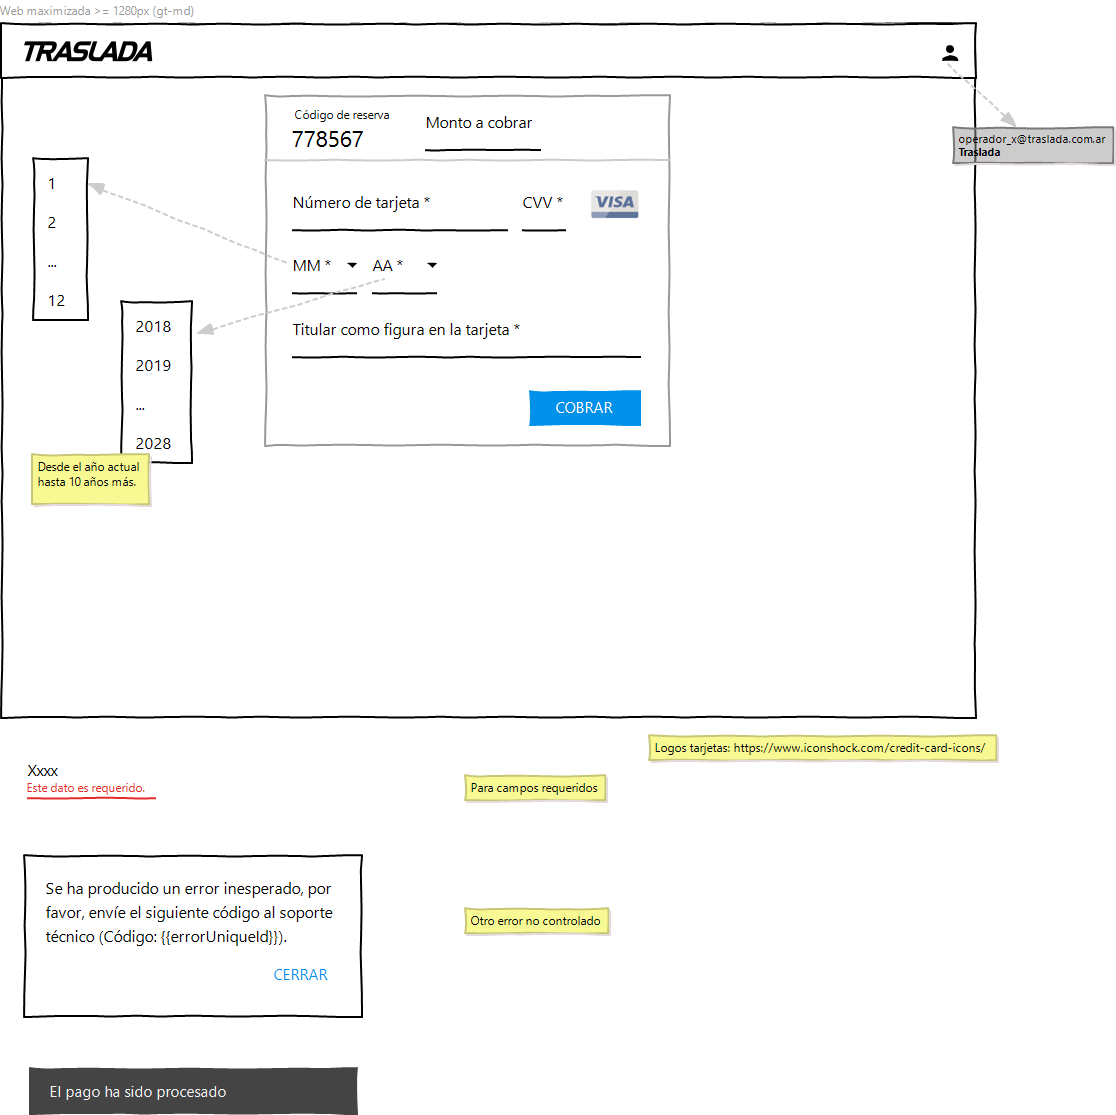 Web maximizada >= 1280px (gt-md)
TRASLADA
operador_x@traslada.com.ar
Traslada
Código de reserva
778567
Monto a cobrar
Número de tarjeta *
CVV *
VISA
MM *
AA *
Titular como figura en la tarjeta *
COBRAR
1
2
...
12
2018
2019
...
2028
Desde el año actual
hasta 10 años más.
Logos tarjetas: https://www.iconshock.com/credit-card-icons/
Xxxx
Este dato es requerido.
Para campos requeridos
Se ha producido un error inesperado, por
favor, envíe el siguiente código al soporte
técnico (Código: {{errorUniqueId}}).
CERRAR
Otro error no controlado
El pago ha sido procesado